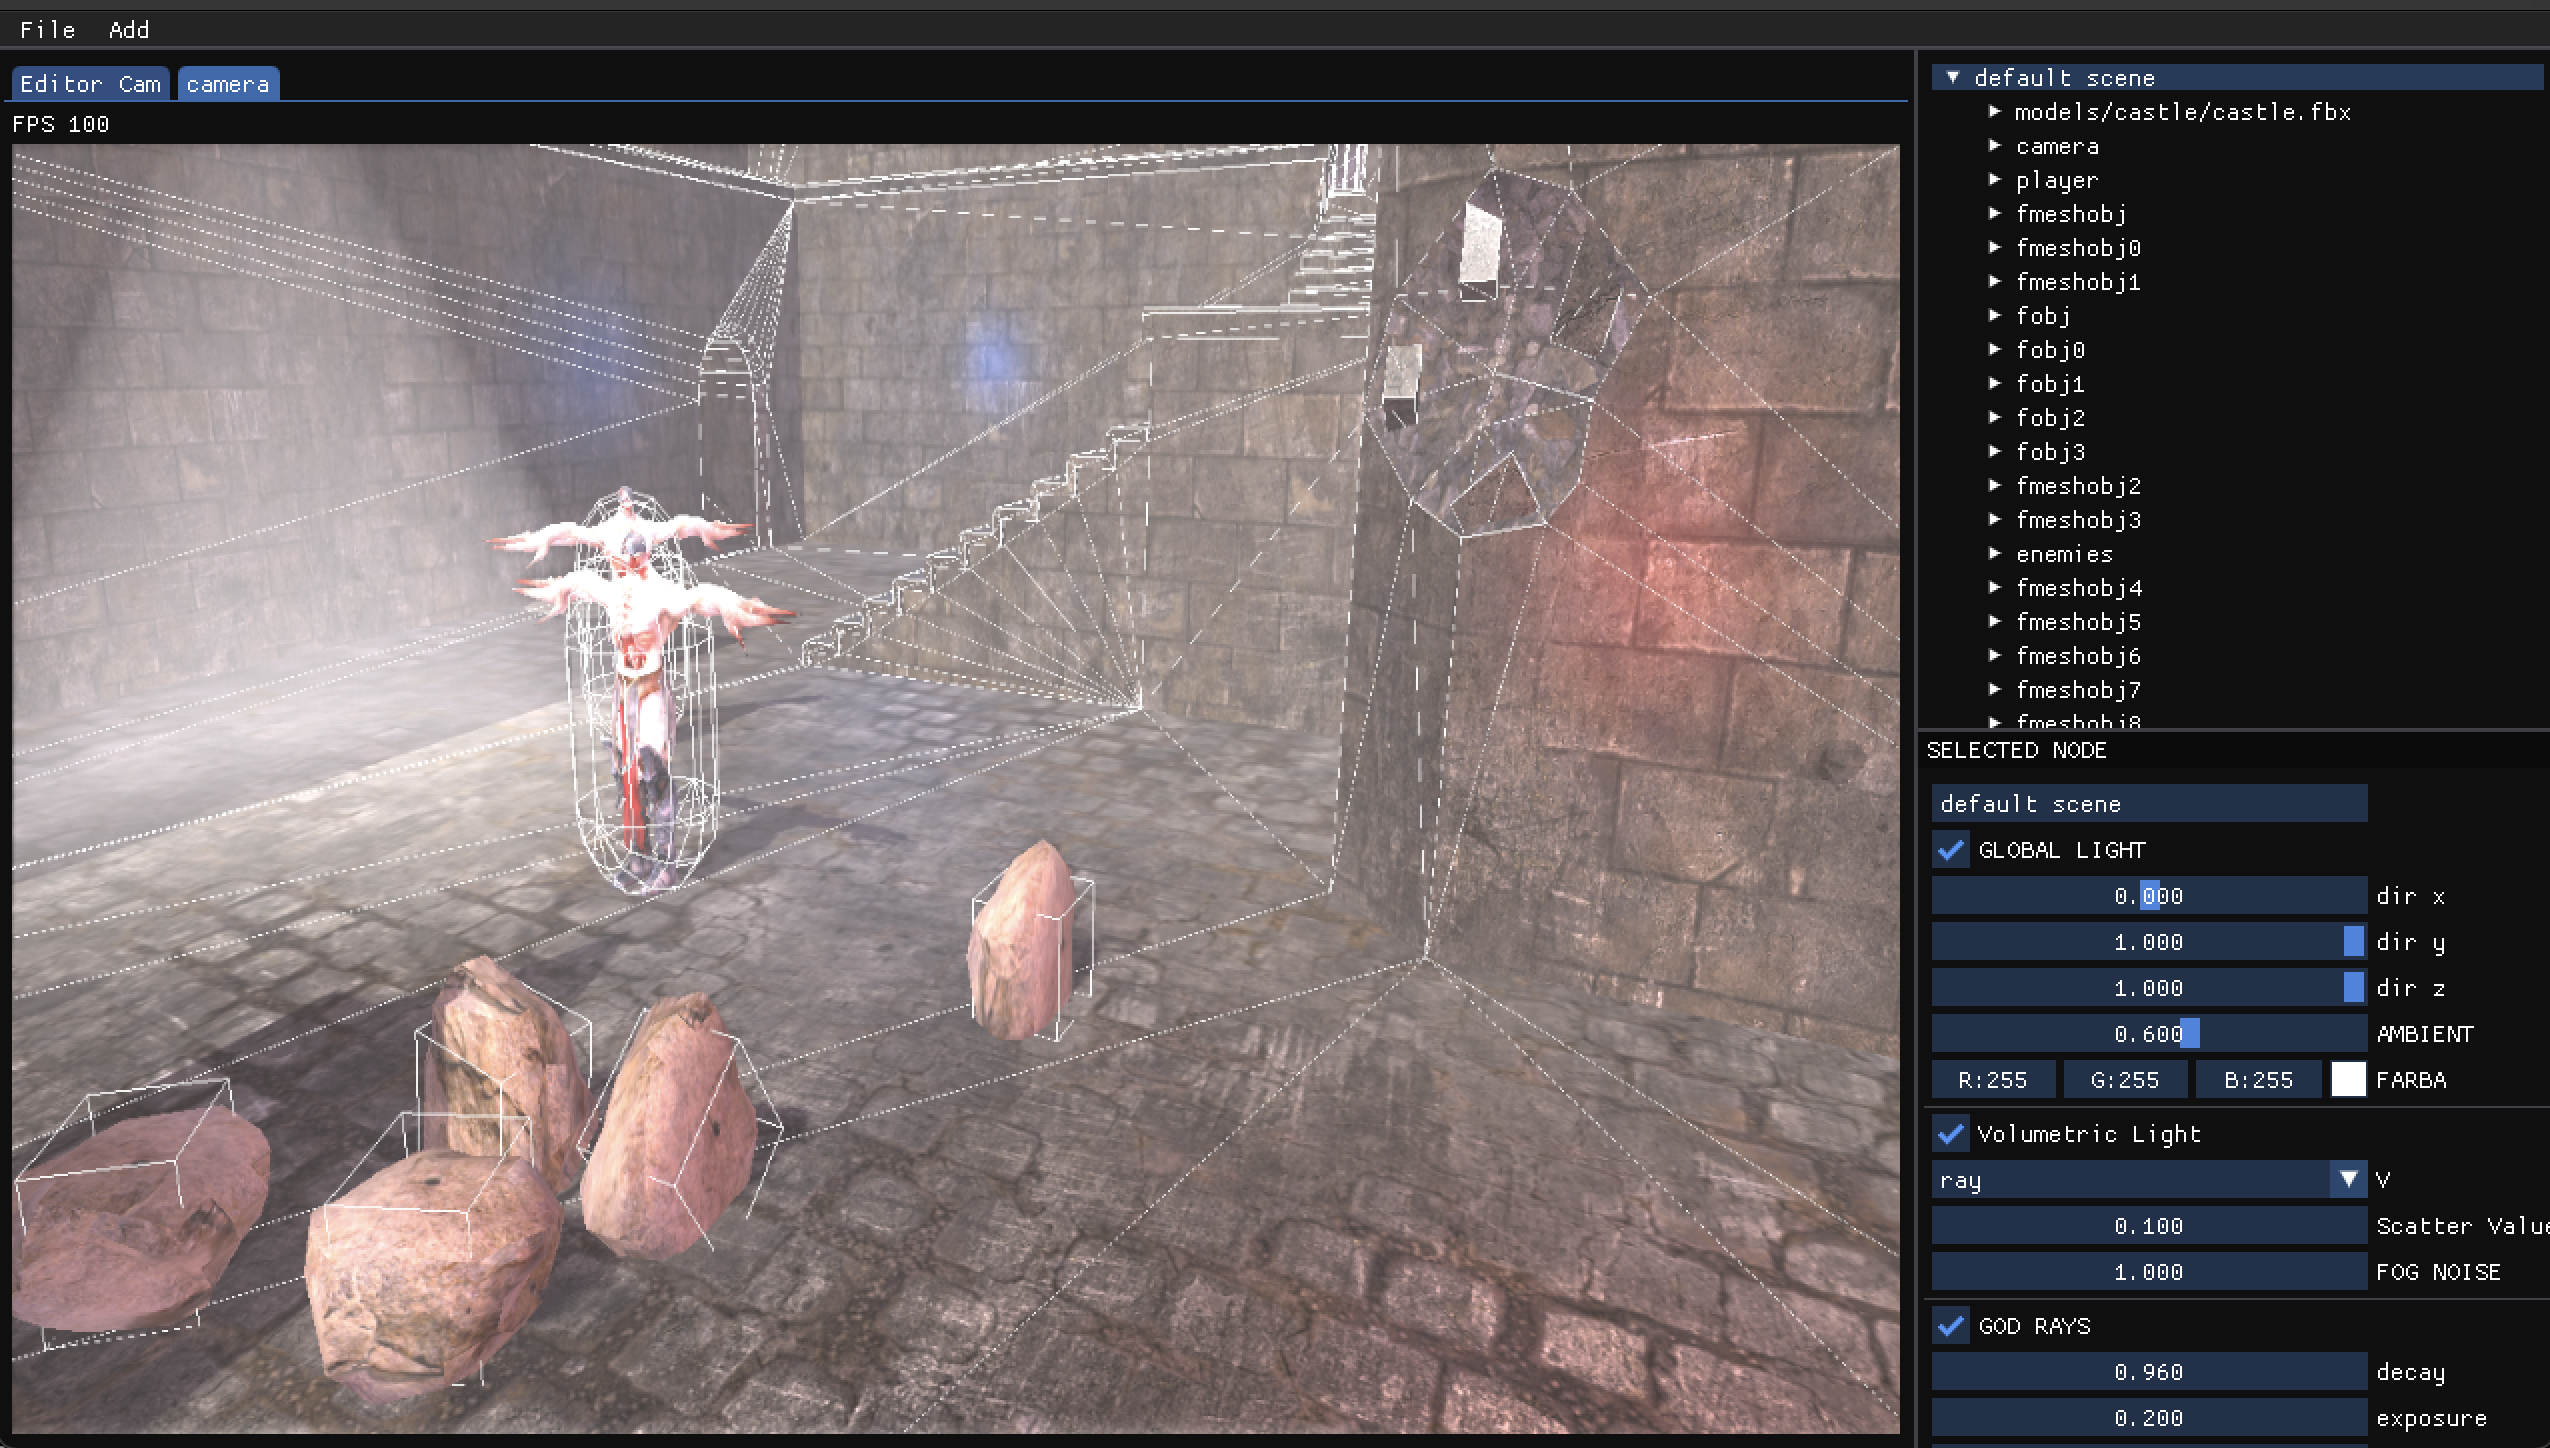 File Add
Editor Cam camera
FPS 100
default scene
models/castle/castle.fbx
camera
player
fmeshobj
fmeshobj0
fmeshobj1
fobj
fobj0
fobj1
fobj2
fobj3
fmeshobj2
fmeshobj3
enemies
fmeshobj4
fmeshobj5
fmeshobj6
fmeshobj7
fmeshobj8
SELECTED NODE
default scene
GLOBAL LIGHT
0.000 dir x
1.000 dir y
1.000 dir z
0.600 AMBIENT
R:255 G:255 B:255 FARBA
Volumetric Light
ray V
0.100 Scatter Value
1.000 FOG NOISE
GOD RAYS
0.960 decay
0.200 exposure